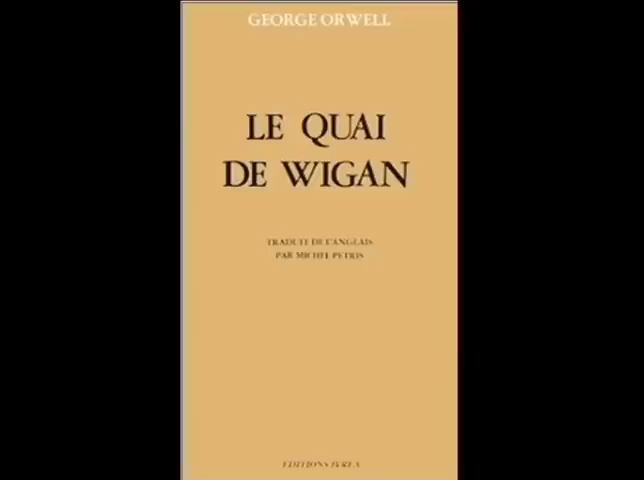 GEORGE ORWELL
LE QUAI
DE WIGAN
TRADUIT DE L'ANGLAIS
PAR MICHEL PETRIS
EDITIONS IVREA